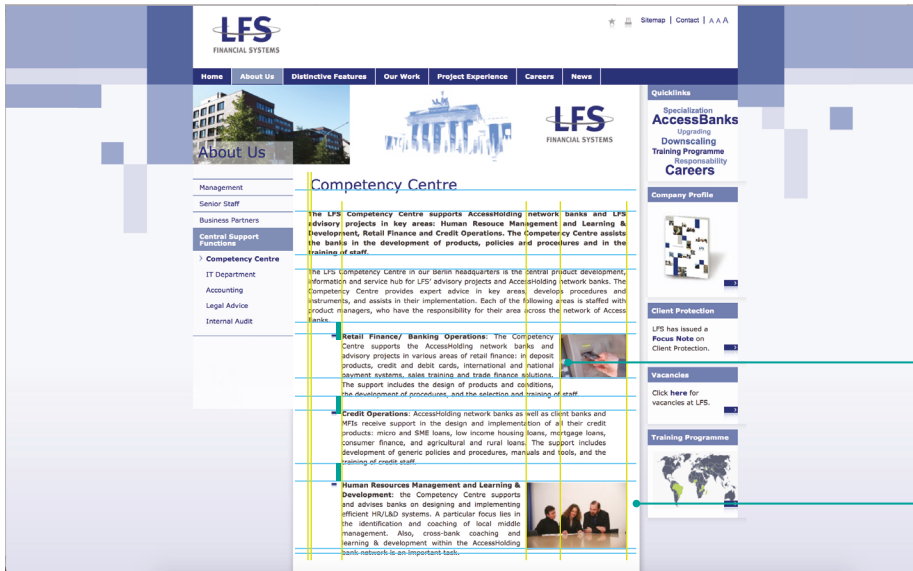 LFS
FINANCIAL SYSTEMS
Sitemap | Contact | A A A
Home About Us Distinctive Features Our Work Project Experience Careers News
About Us
LFS
FINANCIAL SYSTEMS
Management
Senior Staff
Business Partners
Central Support
Functions
> Competency Centre
IT Department
Accounting
Legal Advice
Internal Audit
Competency Centre
The LFS Competency Centre supports AccessHolding network banks and LFS
advisory projects in key areas: Human Resouce Management and Learning &
Development, Retail Finance and Credit Operations. The Competency Centre assists
the banks in the development of products, policies and procedures and in the
training of staff.
The LFS Competency Centre in our Berlin headquarters is the central product development,
information and service hub for LFS' advisory projects and AccessHolding network banks. The
Competency Centre provides expert advice in key areas, develops procedures and
instruments, and assists in their implementation. Each of the following areas is staffed with
product managers, who have the responsibility for their area across the network of Access
Banks.
Retail Finance/ Banking Operations: The Competency
Centre supports the AccessHolding network banks and
advisory projects in various areas of retail finance: in deposit
products, credit and debit cards, international and national
payment systems, sales training and trade finance solutions.
The support includes the design of products and conditions,
the development of procedures, and the selection and training of staff.
Credit Operations: AccessHolding network banks as well as client banks and
MFIs receive support in the design and implementation of all their credit
products: micro and SME loans, low income housing loans, mortgage loans,
consumer finance, and agricultural and rural loans. The support includes
development of generic policies and procedures, manuals and tools, and the
training of credit staff.
Human Resources Management and Learning &
Development: the Competency Centre supports
and advises banks on designing and implementing
efficient HR/L&D systems. A particular focus lies in
the identification and coaching of local middle
management. Also, cross-bank coaching and
learning & development within the AccessHolding
bank network is an important task.
Quicklinks
Specialization
AccessBanks
Upgrading
Downscaling
Training Programme
Responsability
Careers
Company Profile
Client Protection
LFS has issued a
Focus Note on
Client Protection.
Vacancies
Click here for
vacancies at LFS.
Training Programme